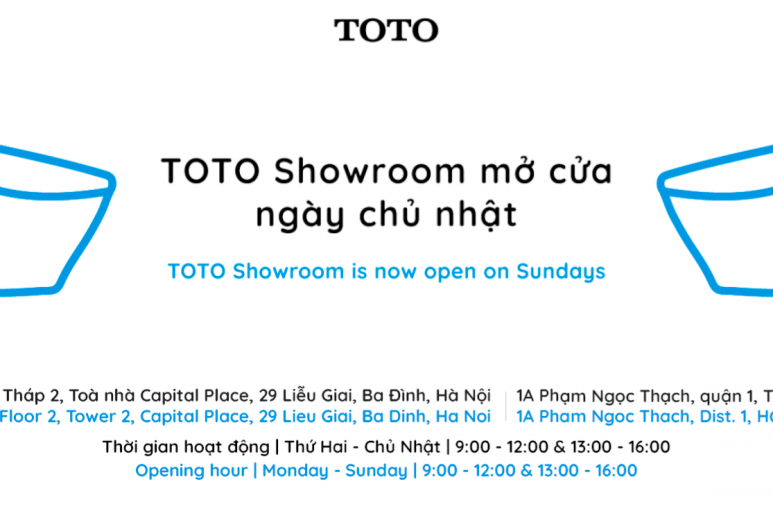 TOTO
TOTO Showroom mở cửa
ngày chủ nhật
TOTO Showroom is now open on Sundays
Tháp 2, Toà nhà Capital Place, 29 Liễu Giai, Ba Đình, Hà Nội | 1A Phạm Ngọc Thạch, quận 1,
Floor 2, Tower 2, Capital Place, 29 Lieu Giai, Ba Dinh, Ha Noi | 1A Pham Ngoc Thach, Dist. 1,
Thời gian hoạt động | Thứ Hai - Chủ Nhật | 9:00 - 12:00 & 13:00 - 16:00
Opening hour | Monday - Sunday | 9:00 - 12:00 & 13:00 - 16:00